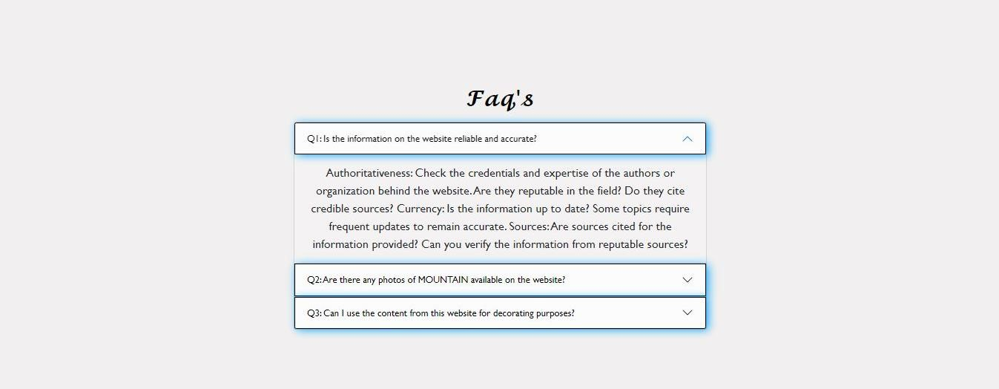 Faq's
Q1: Is the information on the website reliable and accurate?
Authoritativeness: Check the credentials and expertise of the authors or
organization behind the website. Are they reputable in the field? Do they cite
credible sources? Currency: Is the information up to date? Some topics require
frequent updates to remain accurate. Sources: Are sources cited for the
information provided? Can you verify the information from reputable sources?
Q2: Are there any photos of MOUNTAIN available on the website?
Q3: Can I use the content from this website for decorating purposes?